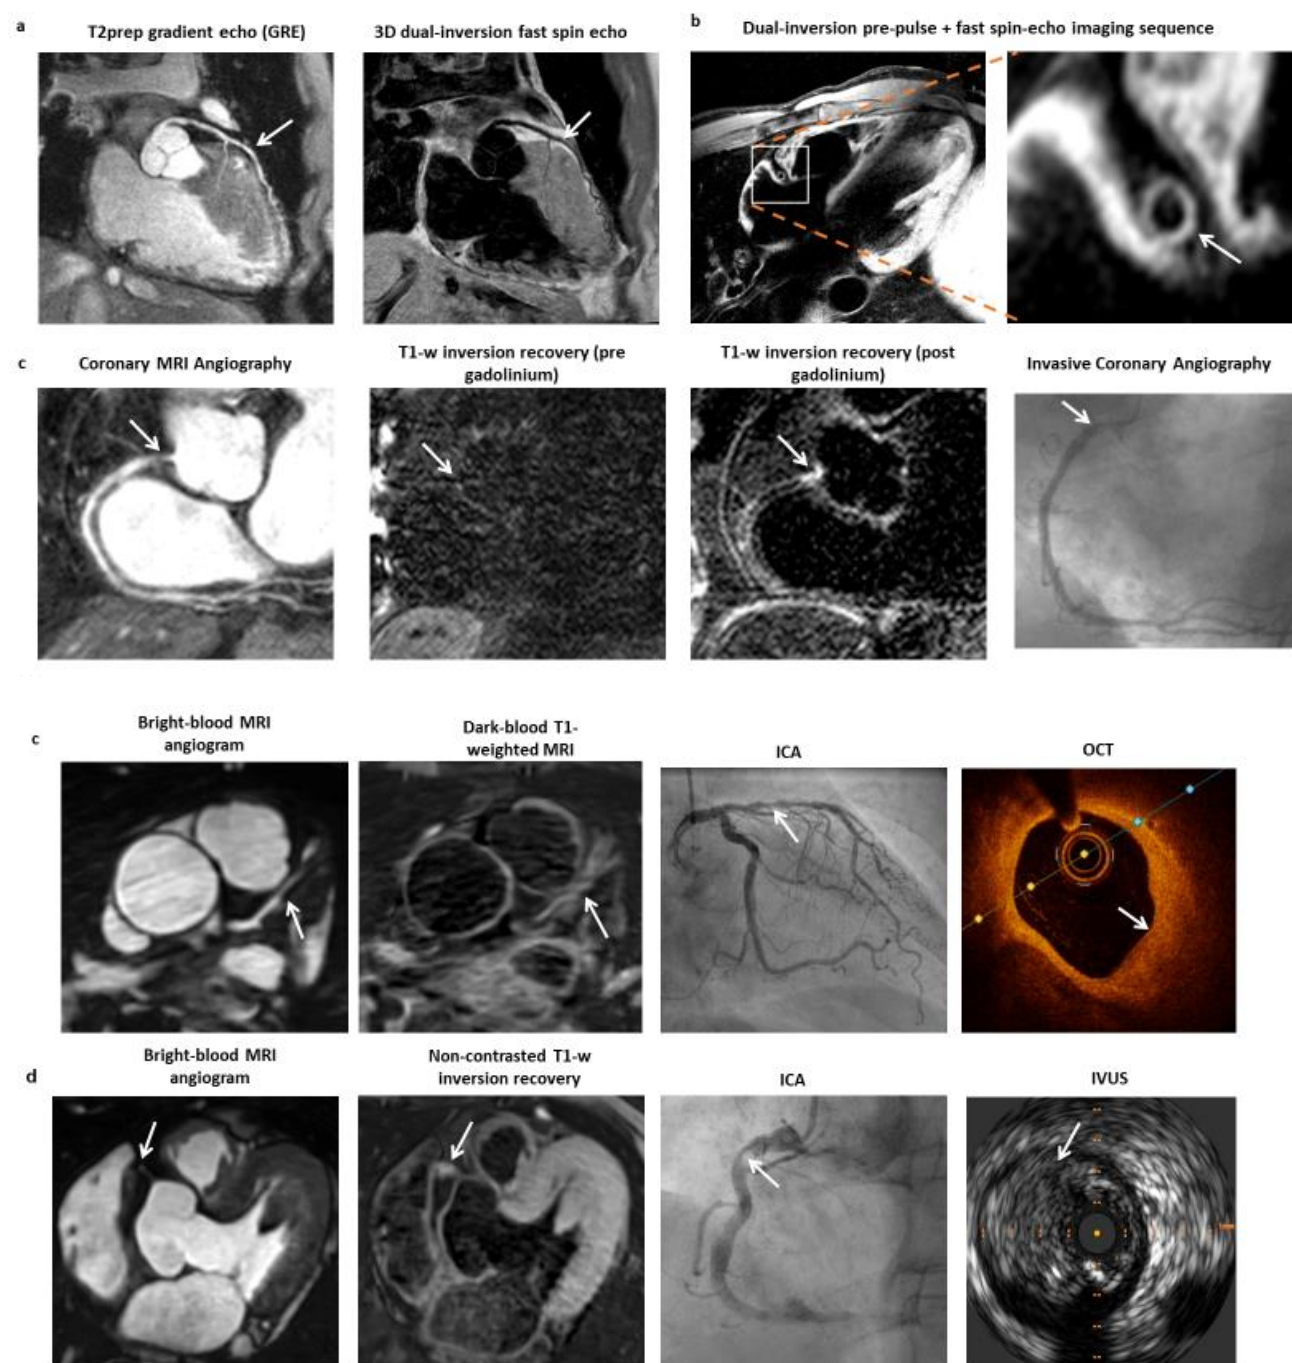 a
T2prep gradient echo (GRE)
3D dual-inversion fast spin echo
b
Dual-inversion pre-pulse + fast spin-echo imaging sequence
c
Coronary MRI Angiography
T1-w inversion recovery (pre
gadolinium)
T1-w inversion recovery (post
gadolinium)
Invasive Coronary Angiography
c
Bright-blood MRI
angiogram
Dark-blood T1-
weighted MRI
ICA
OCT
d
Bright-blood MRI
angiogram
Non-contrasted T1-w
inversion recovery
ICA
IVUS